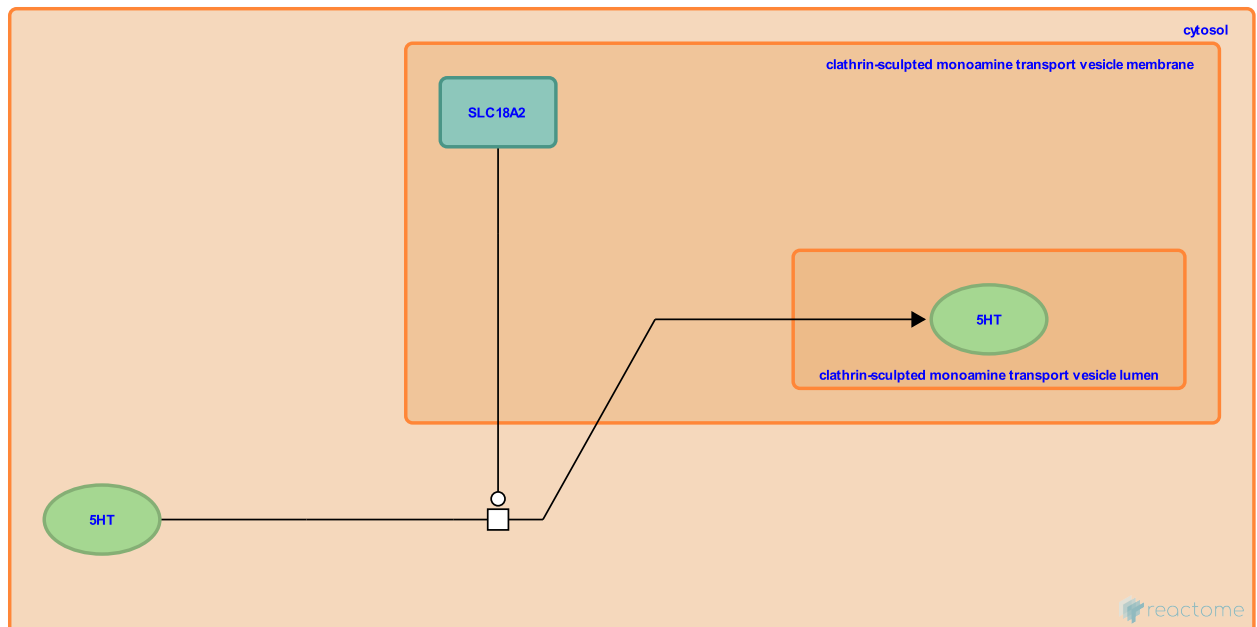 cytosol
clathrin-sculpted monoamine transport vesicle membrane
SLC18A2
5HT
clathrin-sculpted monoamine transport vesicle lumen
5HT
reactome